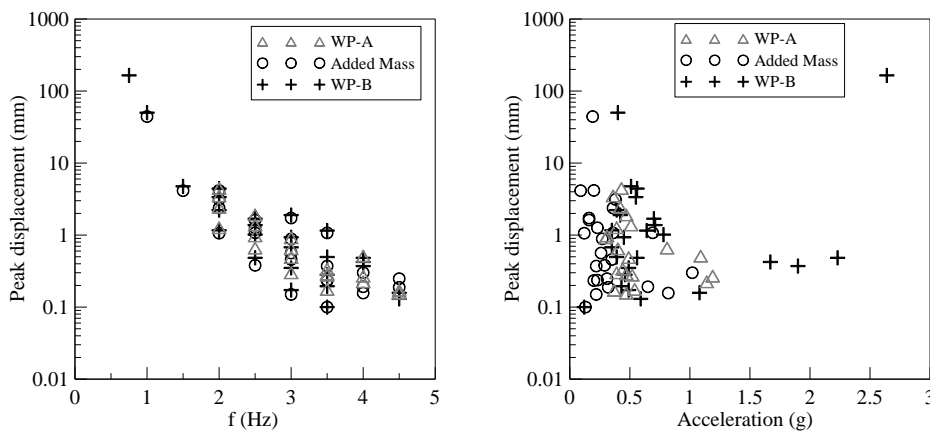 1000
100
10
1
0.1
0.01
Peak displacement (mm)
WP-A
Added Mass
WP-B
0 1 2 3 4 5
f (Hz)
1000
100
10
1
0.1
0.01
Peak displacement (mm)
WP-A
Added Mass
WP-B
0 0.5 1 1.5 2 2.5 3
Acceleration (g)